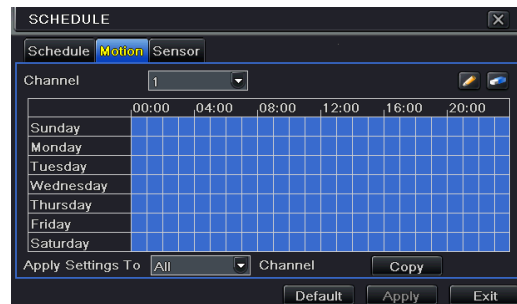 SCHEDULE
Schedule Motion Sensor
Channel 1
00:00 04:00 08:00 12:00 16:00 20:00
Sunday
Monday
Tuesday
Wednesday
Thursday
Friday
Saturday
Apply Settings To All Channel Copy
Default Apply Exit